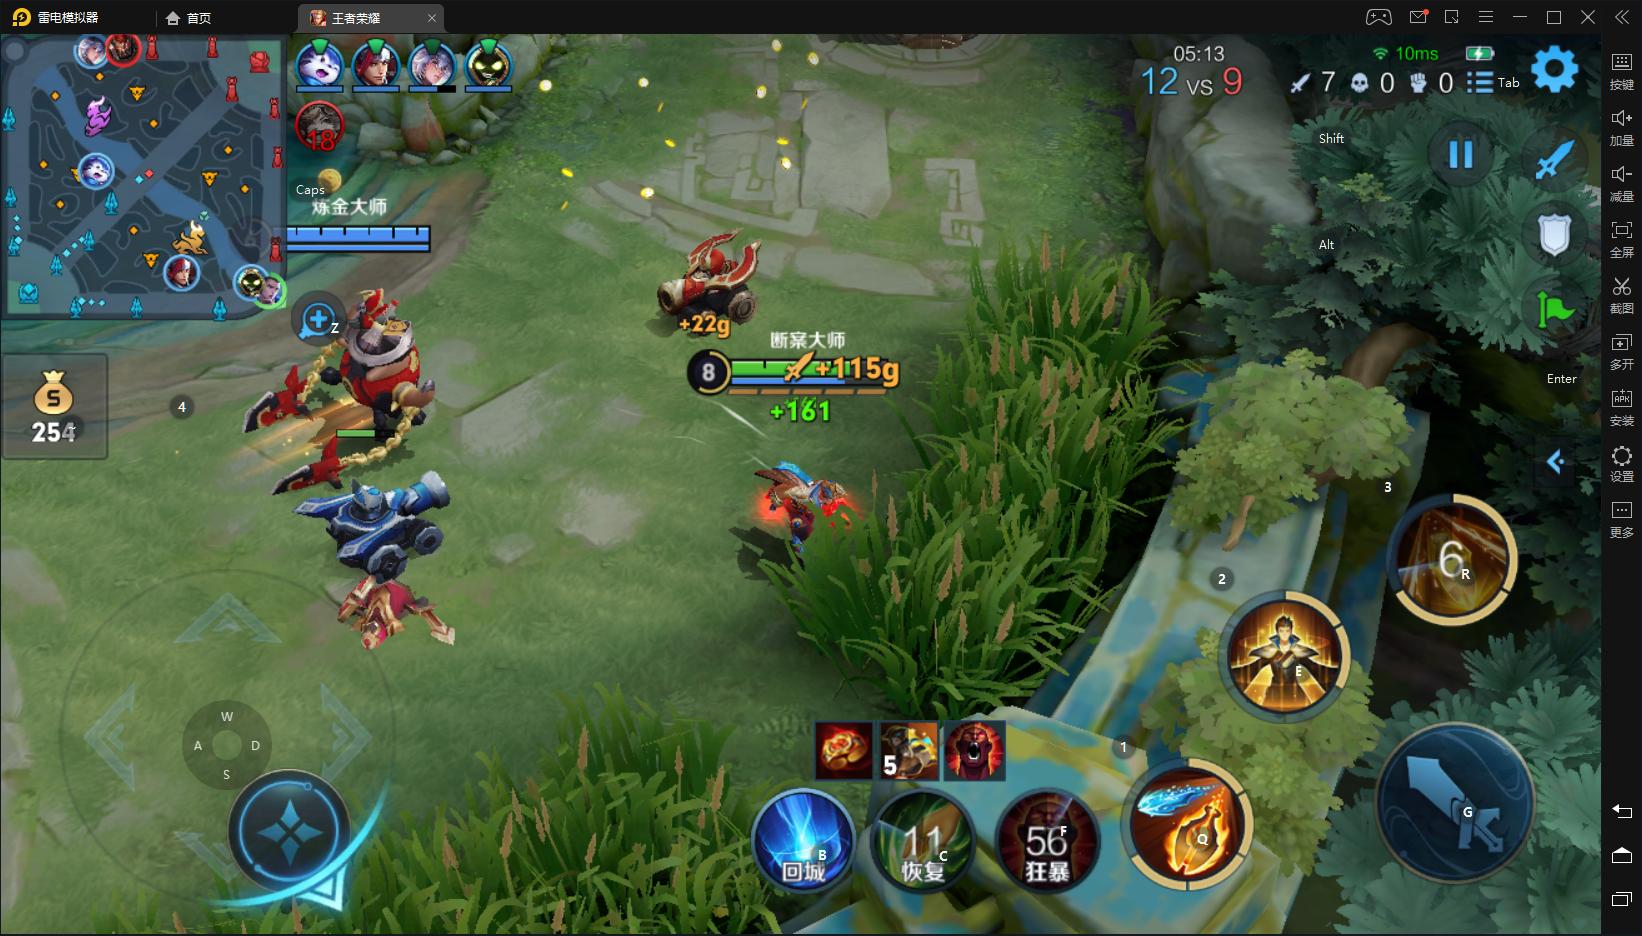 雷电模拟器
首页
王者荣耀
05:13
12 vs 9
10ms
7 0 0
Tab
18
Caps
炼金大师
Shift
Alt
Enter
Z
+22g
断案大师
8
+115g
+161
S
254
4
3
2
1
6
R
E
W
A
D
S
5
B
回城
11
C
恢复
56
F
狂暴
Q
G
按键
加量
减量
全屏
截图
多开
APK
安装
设置
更多